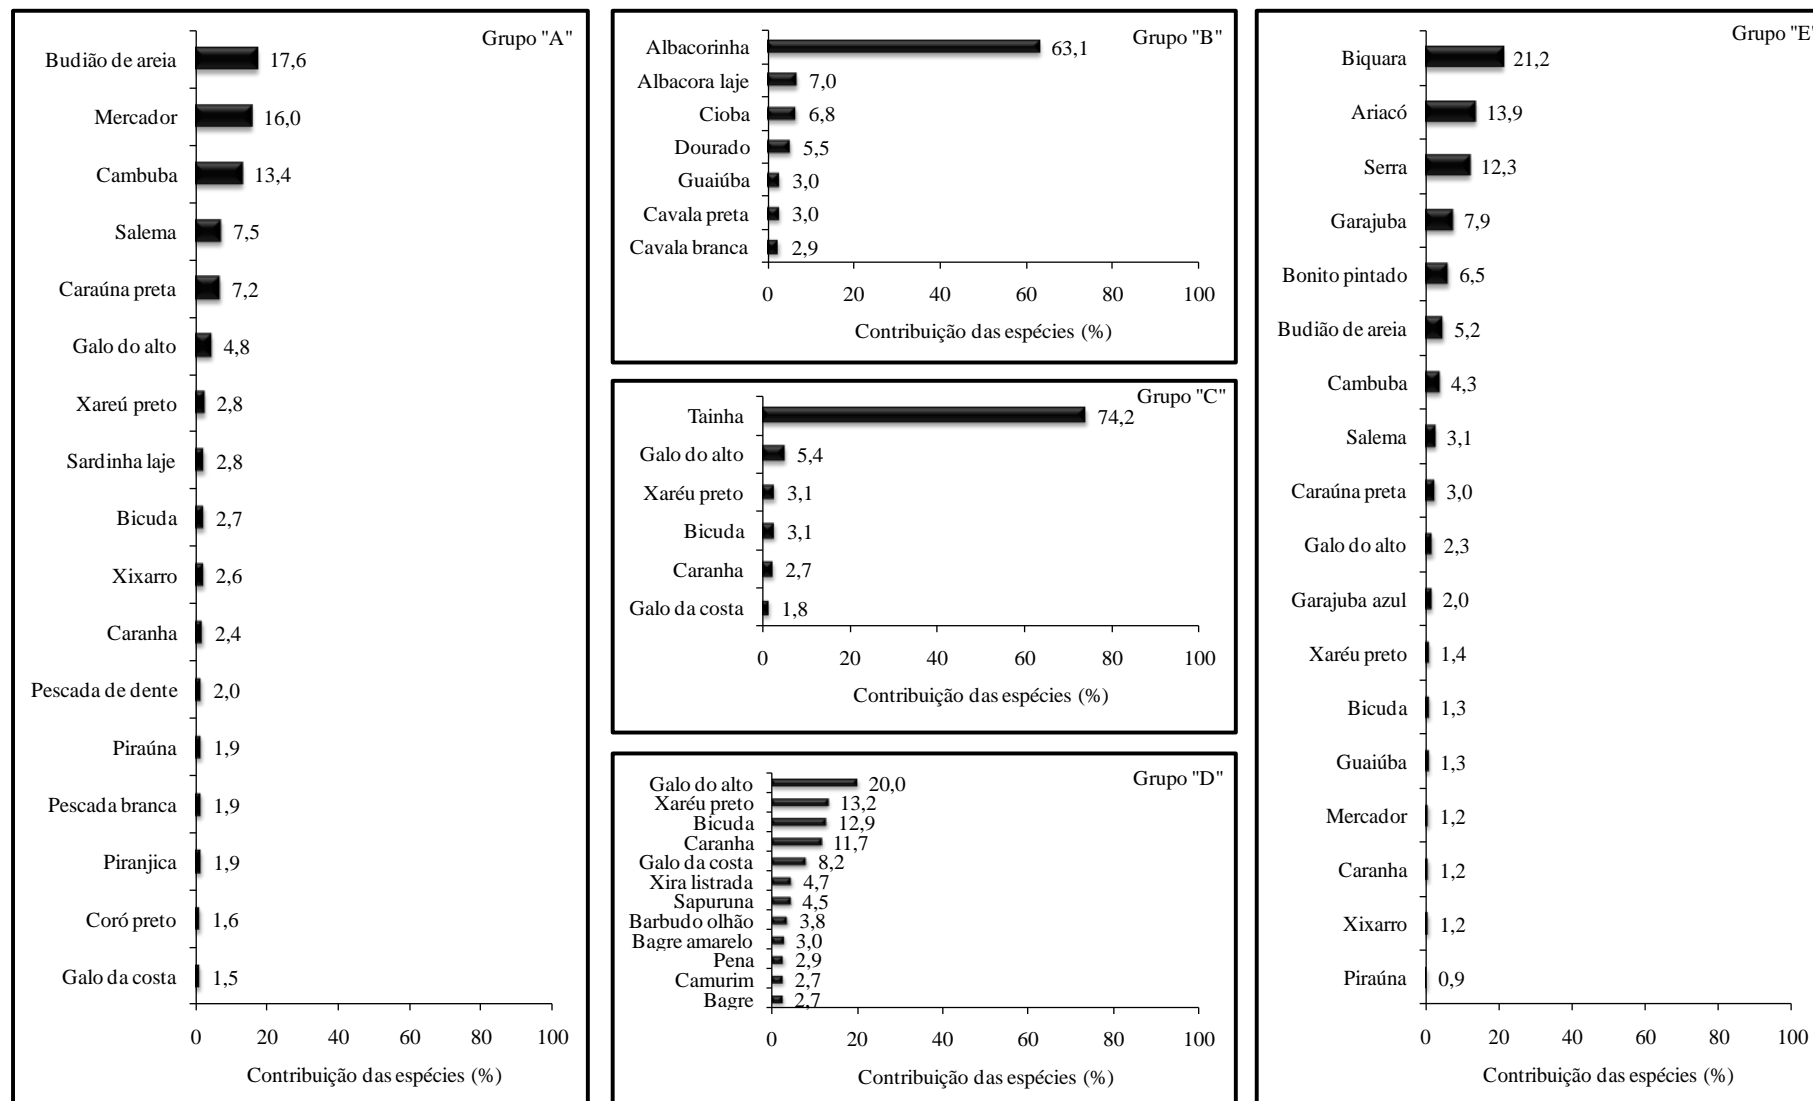 Grupo "A"
Budião de areia 17,6
Mercador 16,0
Cambuba 13,4
Salema 7,5
Caraúna preta 7,2
Galo do alto 4,8
Xareú preto 2,8
Sardinha laje 2,8
Bicuda 2,7
Xixarro 2,6
Caranha 2,4
Pescada de dente 2,0
Piraúna 1,9
Pescada branca 1,9
Piranjica 1,9
Coró preto 1,6
Galo da costa 1,5
0 20 40 60 80 100
Contribuição das espécies (%)
Grupo "B"
Albacorinha 63,1
Albacora laje 7,0
Cioba 6,8
Dourado 5,5
Guaiúba 3,0
Cavala preta 3,0
Cavala branca 2,9
0 20 40 60 80 100
Contribuição das espécies (%)
Grupo "C"
Tainha 74,2
Galo do alto 5,4
Xaréu preto 3,1
Bicuda 3,1
Caranha 2,7
Galo da costa 1,8
0 20 40 60 80 100
Contribuição das espécies (%)
Grupo "D"
Galo do alto 20,0
Xaréu preto 13,2
Bicuda 12,9
Caranha 11,7
Galo da costa 8,2
Xira listrada 4,7
Sapuruna 4,5
Barbudo olhão 3,8
Bagre amarelo 3,0
Pena 2,9
Camurim 2,7
Bagre 2,7
0 20 40 60 80 100
Contribuição das espécies (%)
Grupo "E"
Biquara 21,2
Ariacó 13,9
Serra 12,3
Garajuba 7,9
Bonito pintado 6,5
Budião de areia 5,2
Cambuba 4,3
Salema 3,1
Caraúna preta 3,0
Galo do alto 2,3
Garajuba azul 2,0
Xaréu preto 1,4
Bicuda 1,3
Guaiúba 1,3
Mercador 1,2
Caranha 1,2
Xixarro 1,2
Piraúna 0,9
0 20 40 60 80 100
Contribuição das espécies (%)